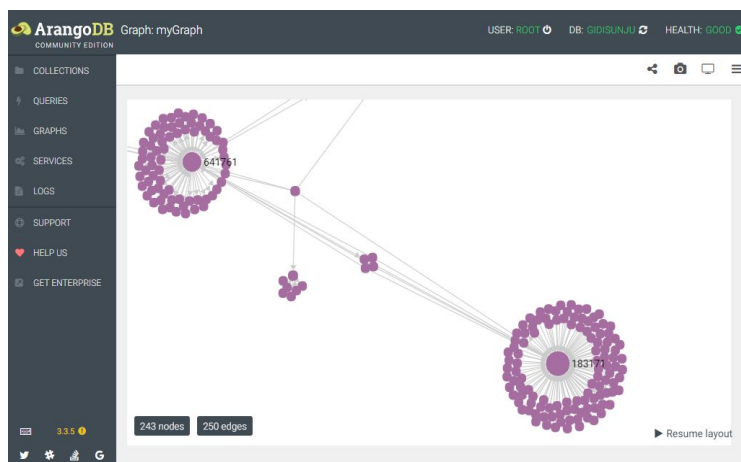 ArangoDB
COMMUNITY EDITION
Graph: myGraph
USER: ROOT
DB: GIDISUNJU
HEALTH: GOOD
COLLECTIONS
QUERIES
GRAPHS
SERVICES
LOGS
SUPPORT
HELP US
GET ENTERPRISE
641761
183171
243 nodes
250 edges
Resume layout
3.3.5